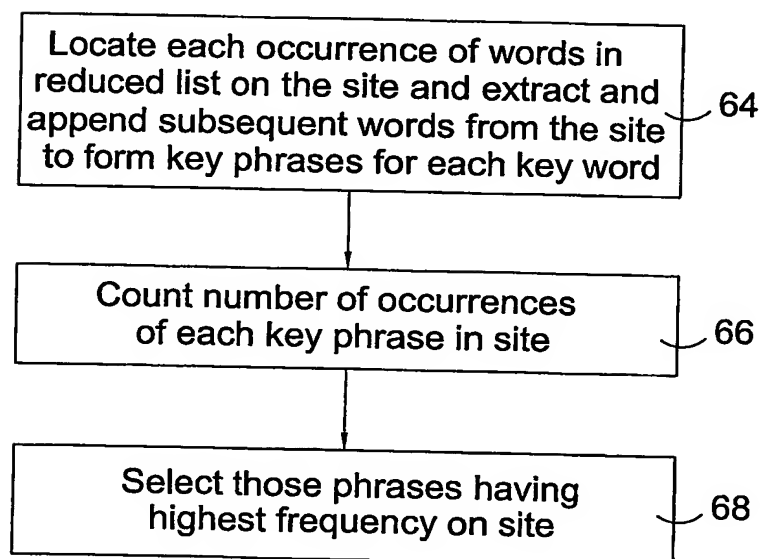 Locate each occurrence of words in
reduced list on the site and extract and
append subsequent words from the site
to form key phrases for each key word
64
Count number of occurrences
of each key phrase in site
66
Select those phrases having
highest frequency on site
68